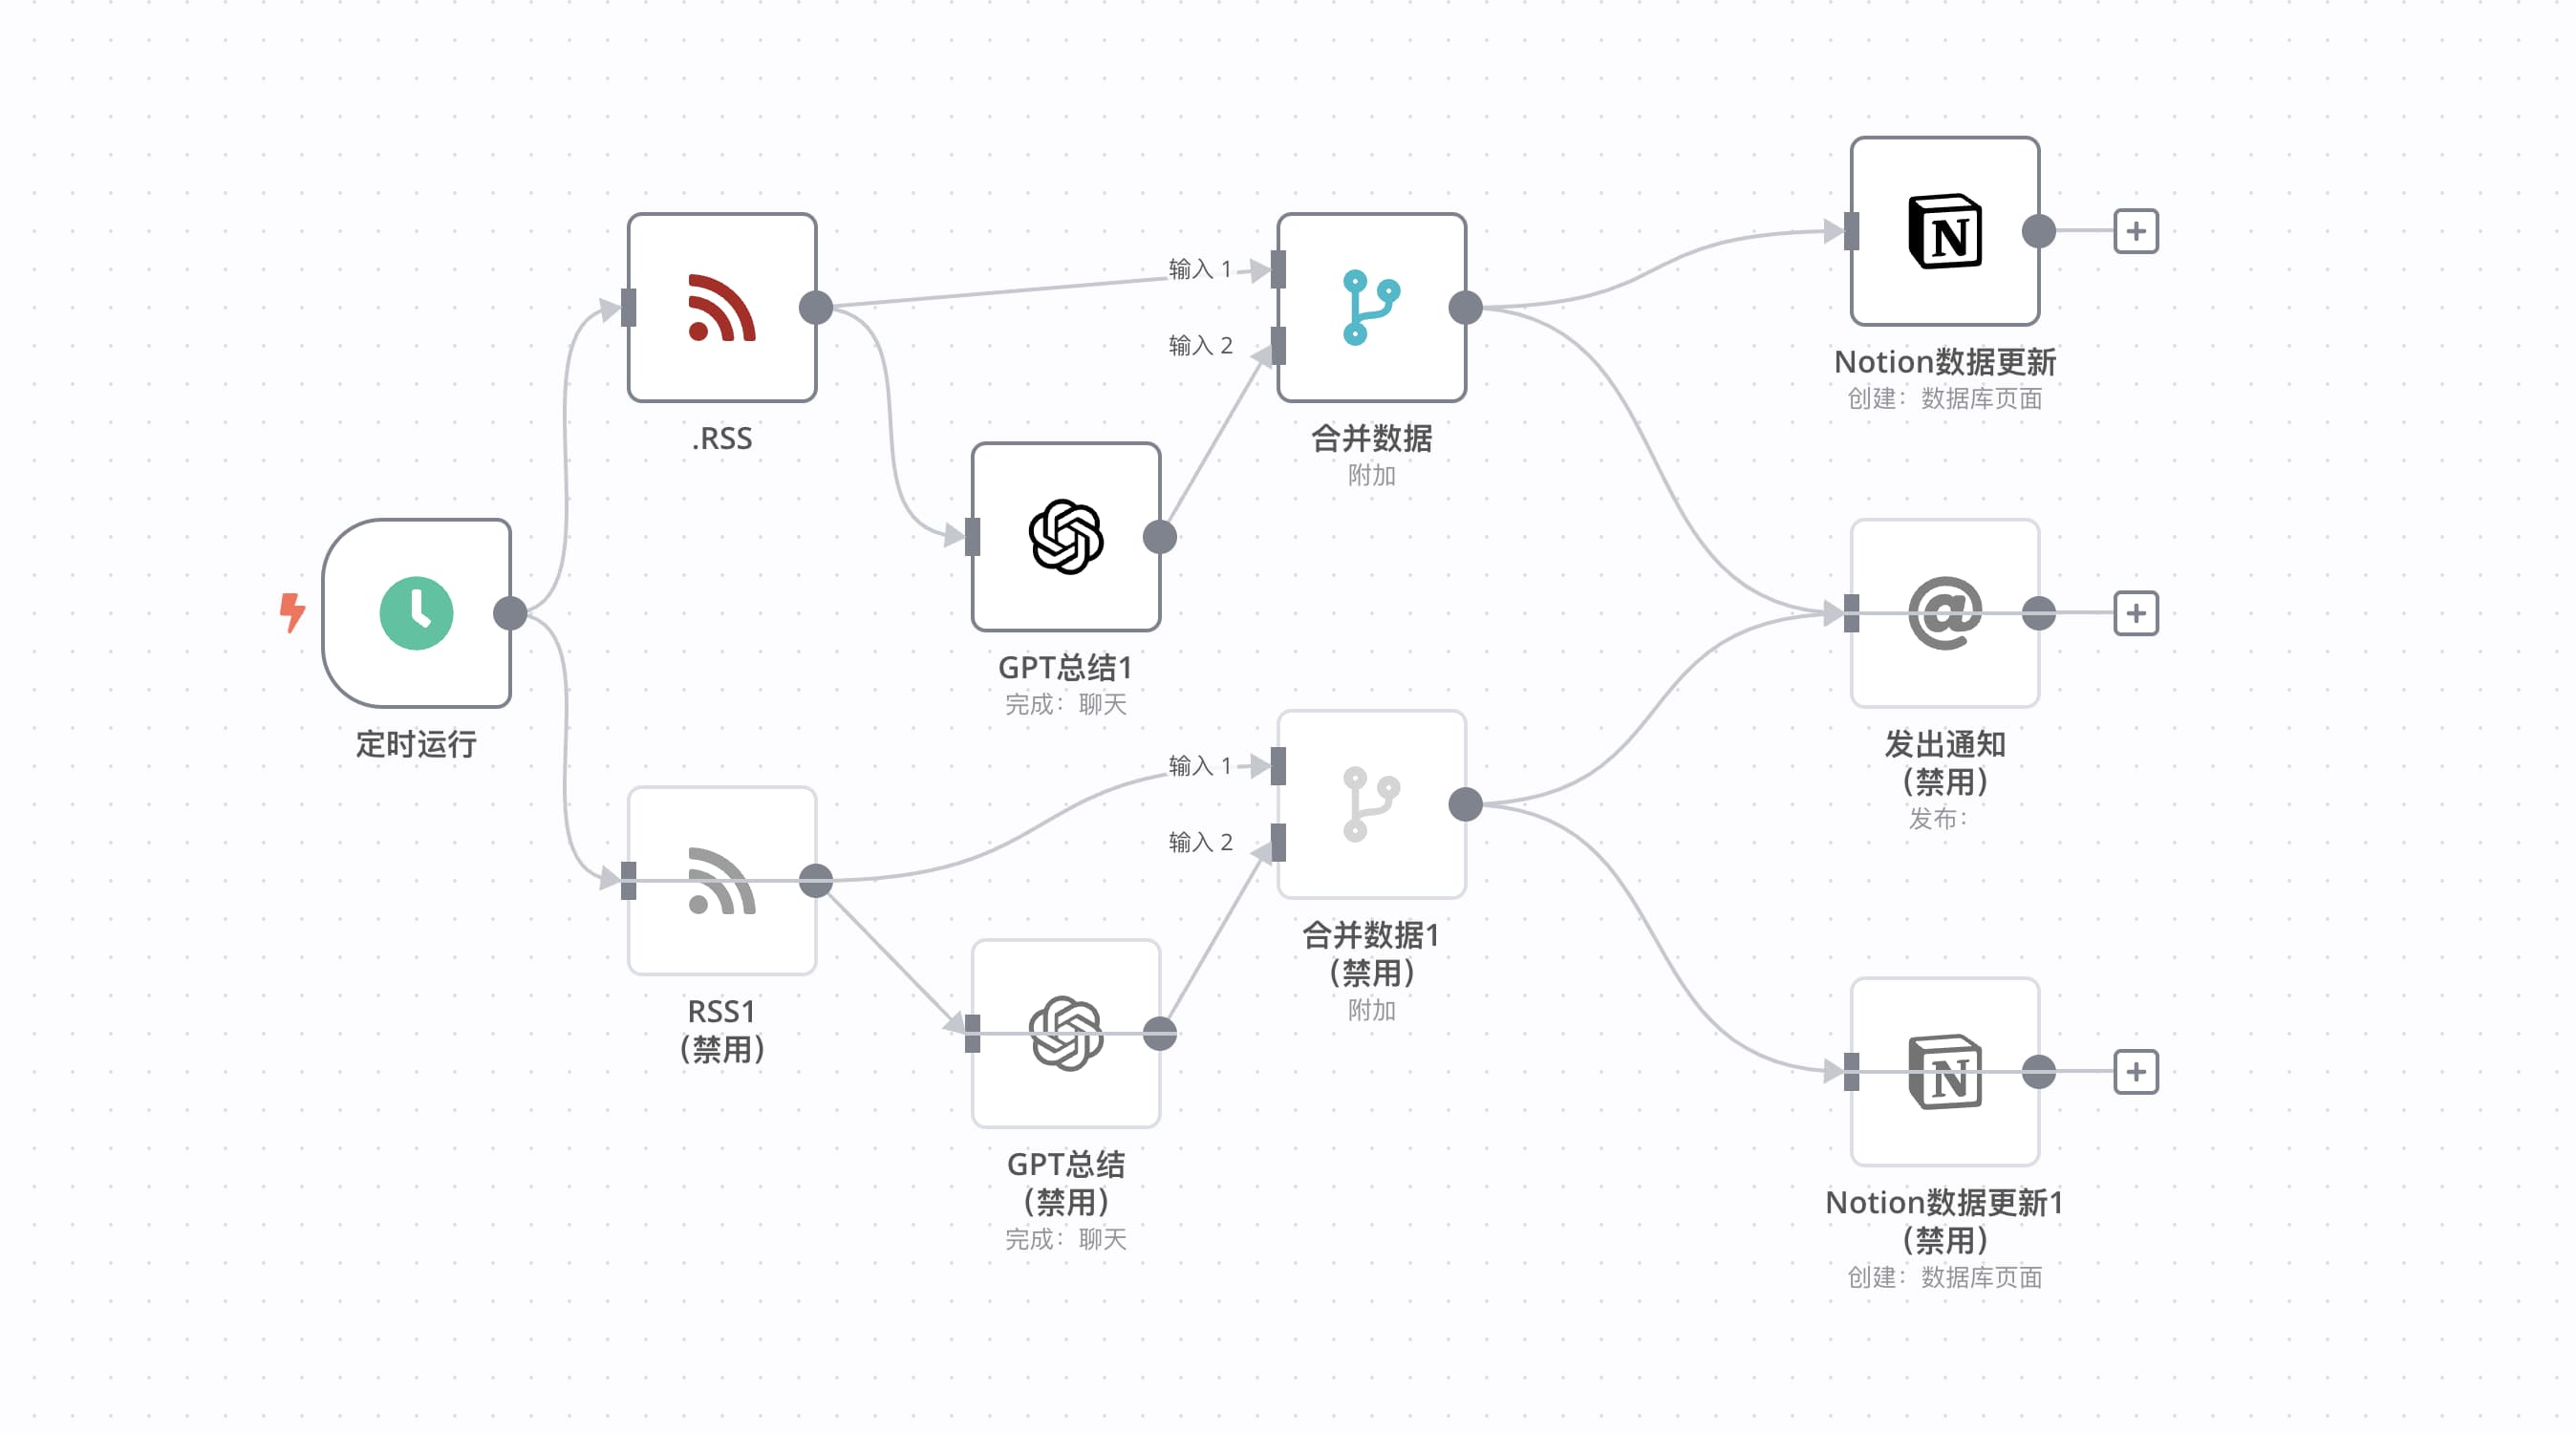 输入 1
输入 2
.RSS
合并数据
附加
Notion数据更新
创建：数据库页面
GPT总结1
完成：聊天
定时运行
输入 1
输入 2
发出通知
（禁用）
发布：
合并数据1
（禁用）
附加
RSS1
（禁用）
GPT总结
（禁用）
完成：聊天
Notion数据更新1
（禁用）
创建：数据库页面